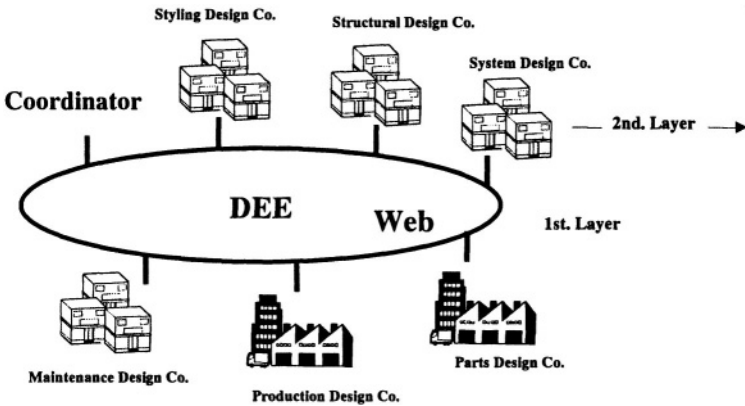 Styling Design Co.
Structural Design Co.
System Design Co.
Coordinator
2nd. Layer
DEE
Web
1st. Layer
Maintenance Design Co.
Production Design Co.
Parts Design Co.